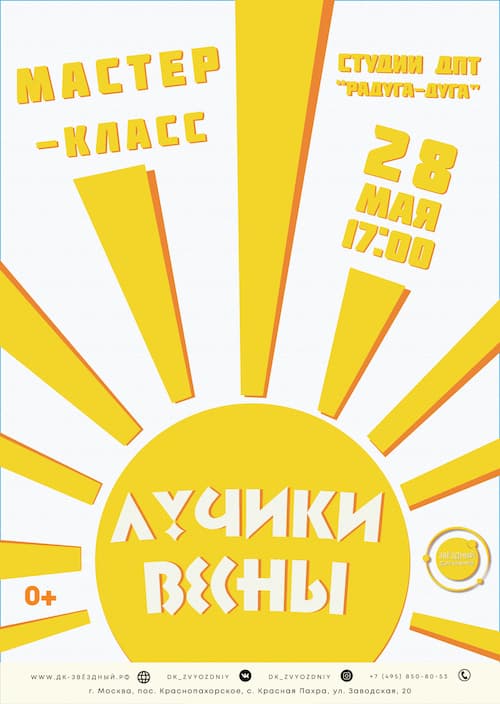 МАСТЕР
-КЛАСС
СТУДИИ ДПТ
"РАДУГА-ДУГА"
28
МАЯ
17:00
ЛУЧИКИ
ВЕСНЫ
0+
WWW.ДК-ЗВЁЗДНЫЙ.РФ DK_ZVYOZDNIY DK_ZVYOZDNIY +7 (495) 850-80-53
г. Москва, пос. Краснопахорское, с. Красная Пахра, ул. Заводская, 20